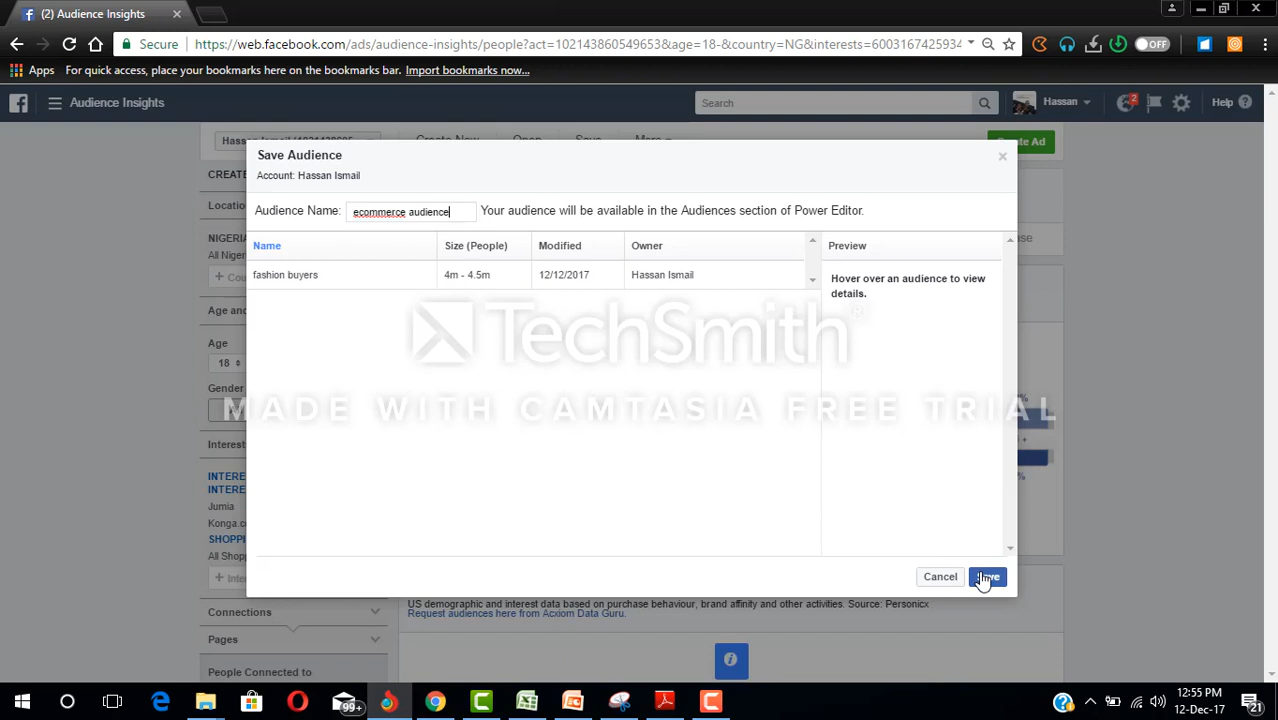 (2) Audience Insights
Secure https://web.facebook.com/ads/audience-insights/people?act=102143860549653&age=18-&country=NG&interests=6003167425934
OFF
Apps For quick access, place your bookmarks here on the bookmarks bar. Import bookmarks now...
Audience Insights
Search
Hassan
2
Help
Create New Open Save More
Create Ad
CREATE
Save Audience
Account: Hassan Ismail
Audience Name: ecommerce audience Your audience will be available in the Audiences section of Power Editor.
Name Size (People) Modified Owner Preview
fashion buyers 4m - 4.5m 12/12/2017 Hassan Ismail
Hover over an audience to view
details.
TechSmith
MADE WITH CAMTASIA FREE TRIAL
Cancel Save
NIGERIA
All Niger
Age
18
Gender
INTERE
INTERE
Jumia
Konga.c
SHOPPI
All Shop
Connections
Pages
People Connected to
US demographic and interest data based on purchase behaviour, brand affinity and other activities. Source: Personicx
Request audiences here from Acxiom Data Guru.
99+
12:55 PM
12-Dec-17
21